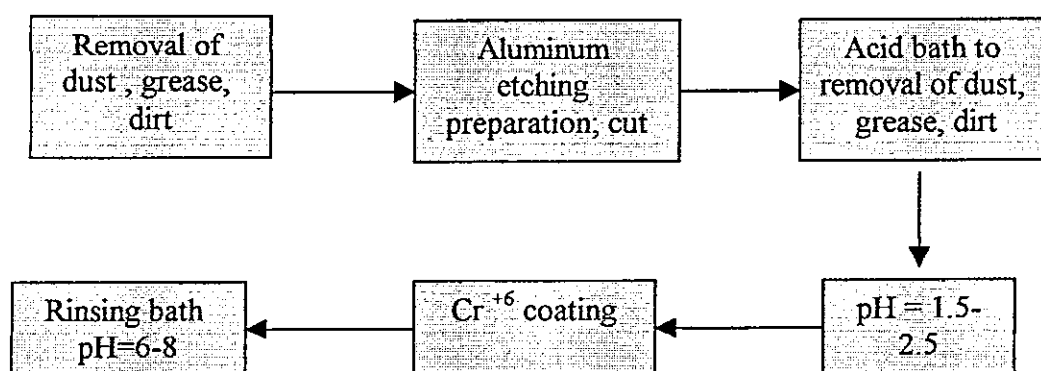 Removal of
dust , grease,
dirt
Aluminum
etching
preparation; cut
Acid bath to
removal of dust,
grease, dirt
pH = 1.5-
2.5
Cr+6 coating
Rinsing bath
pH=6-8